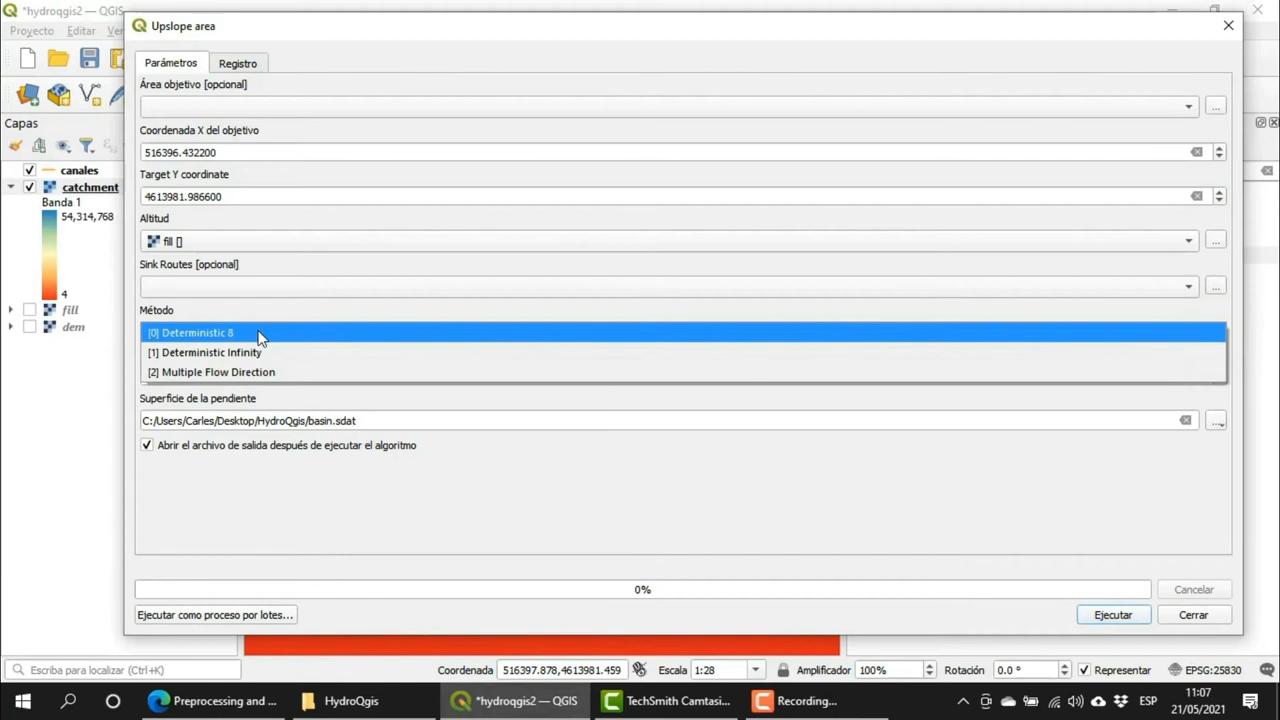 *hydroqgis2 — QGIS
Proyecto Editar Ver
Upslope area
Parámetros Registro
Área objetivo [opcional]
...
Coordenada X del objetivo
516396.432200
Target Y coordinate
4613981.986600
Altitud
fill []
...
Sink Routes [opcional]
...
Método
[0] Deterministic 8
[1] Deterministic Infinity
[2] Multiple Flow Direction
Superficie de la pendiente
C:/Users/Carles/Desktop/HydroQgis/basin.sdat
...
Abrir el archivo de salida después de ejecutar el algoritmo
0%
Cancelar
Ejecutar como proceso por lotes...
Ejecutar
Cerrar
Capas
canales
catchment
Banda 1
54,314,768
4
fill
dem
Escriba para localizar (Ctrl+K)
Coordenada 516397.878,4613981.459 Escala 1:28 Amplificador 100% Rotación 0.0 ° Representar EPSG:25830
Preprocessing and ... HydroQgis *hydroqgis2 — QGIS TechSmith Camtasi... Recording... ESP 11:07
21/05/2021